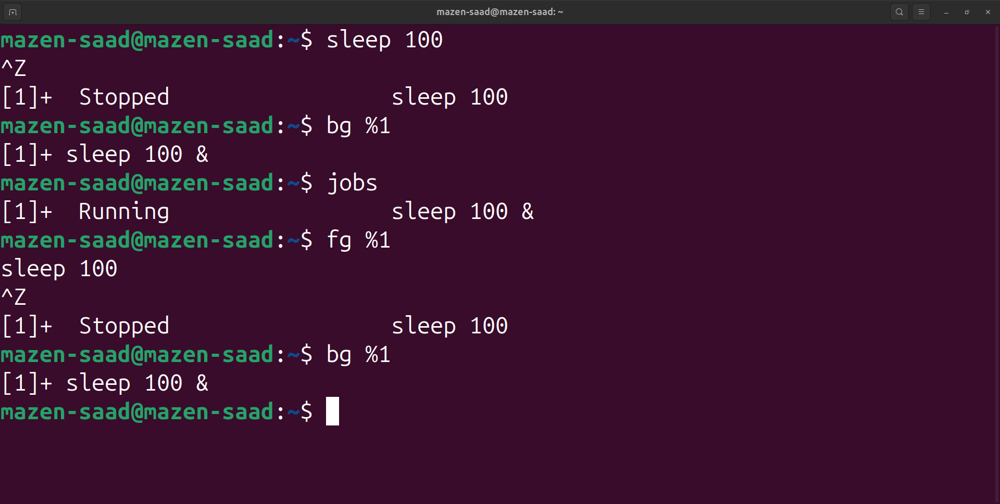 mazen-saad@mazen-saad: ~
mazen-saad@mazen-saad:~$ sleep 100
^Z
[1]+  Stopped                 sleep 100
mazen-saad@mazen-saad:~$ bg %1
[1]+ sleep 100 &
mazen-saad@mazen-saad:~$ jobs
[1]+  Running                 sleep 100 &
mazen-saad@mazen-saad:~$ fg %1
sleep 100
^Z
[1]+  Stopped                 sleep 100
mazen-saad@mazen-saad:~$ bg %1
[1]+ sleep 100 &
mazen-saad@mazen-saad:~$